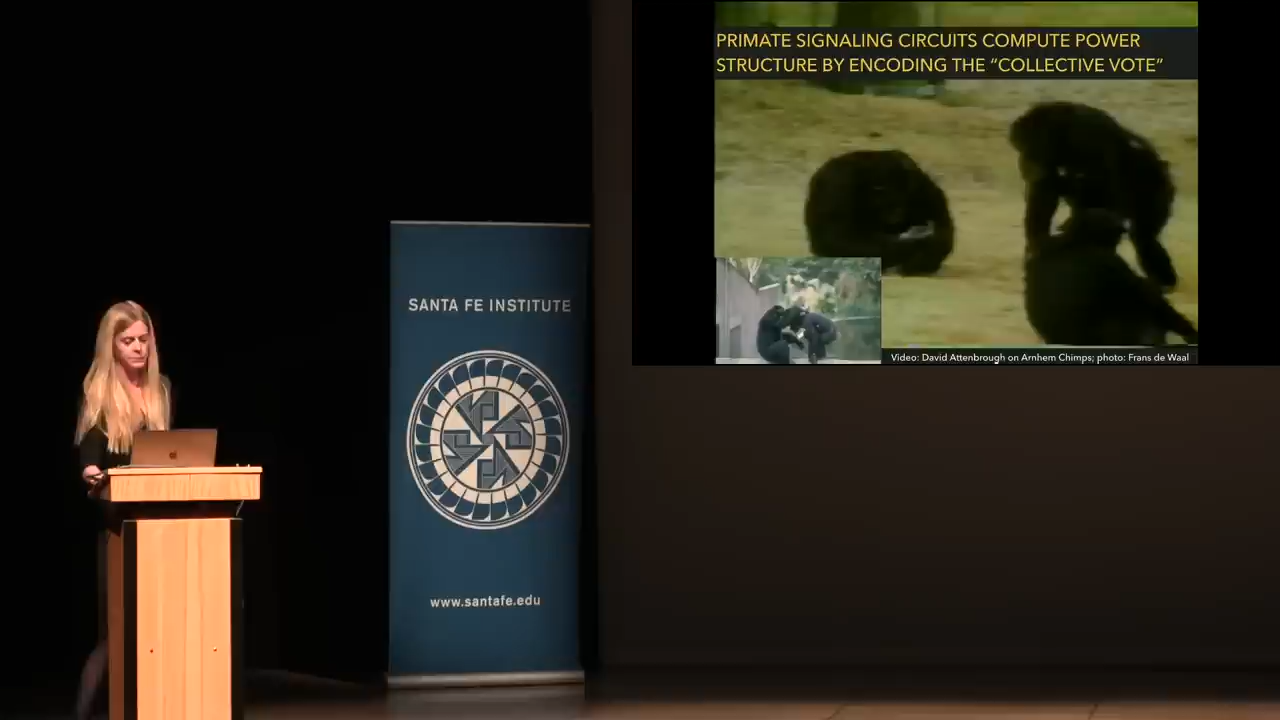 PRIMATE SIGNALING CIRCUITS COMPUTE POWER
STRUCTURE BY ENCODING THE “COLLECTIVE VOTE”
Video: David Attenbrough on Arnhem Chimps; photo: Frans de Waal
SANTA FE INSTITUTE
www.santafe.edu